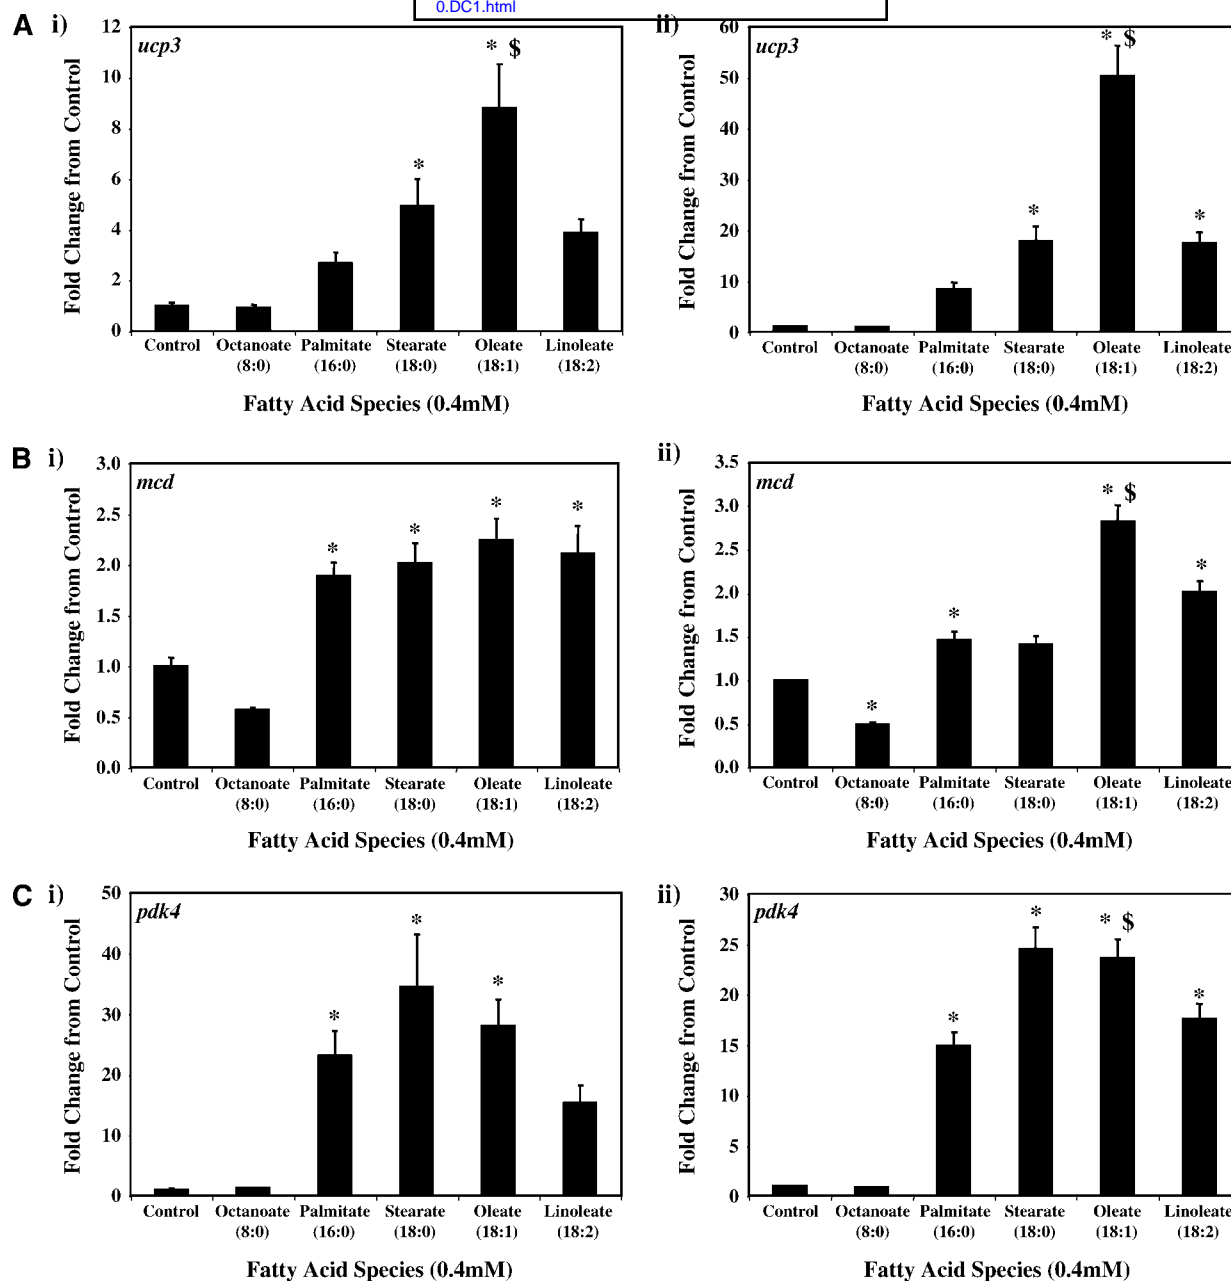 0.DC1.html
A i)
ucp3
* $
*
Fold Change from Control
12
10
8
6
4
2
0
Control Octanoate Palmitate Stearate Oleate Linoleate
(8:0) (16:0) (18:0) (18:1) (18:2)
Fatty Acid Species (0.4mM)
ii)
ucp3
* $
*
*
Fold Change from Control
60
50
40
30
20
10
0
Control Octanoate Palmitate Stearate Oleate Linoleate
(8:0) (16:0) (18:0) (18:1) (18:2)
Fatty Acid Species (0.4mM)
B i)
mcd
* * * *
Fold Change from Control
3.0
2.5
2.0
1.5
1.0
0.5
0.0
Control Octanoate Palmitate Stearate Oleate Linoleate
(8:0) (16:0) (18:0) (18:1) (18:2)
Fatty Acid Species (0.4mM)
ii)
mcd
* $
*
*
*
Fold Change from Control
3.5
3.0
2.5
2.0
1.5
1.0
0.5
0.0
Control Octanoate Palmitate Stearate Oleate Linoleate
(8:0) (16:0) (18:0) (18:1) (18:2)
Fatty Acid Species (0.4mM)
C i)
pdk4
* * *
Fold Change from Control
50
40
30
20
10
0
Control Octanoate Palmitate Stearate Oleate Linoleate
(8:0) (16:0) (18:0) (18:1) (18:2)
Fatty Acid Species (0.4mM)
ii)
pdk4
* * $
*
*
Fold Change from Control
30
25
20
15
10
5
0
Control Octanoate Palmitate Stearate Oleate Linoleate
(8:0) (16:0) (18:0) (18:1) (18:2)
Fatty Acid Species (0.4mM)